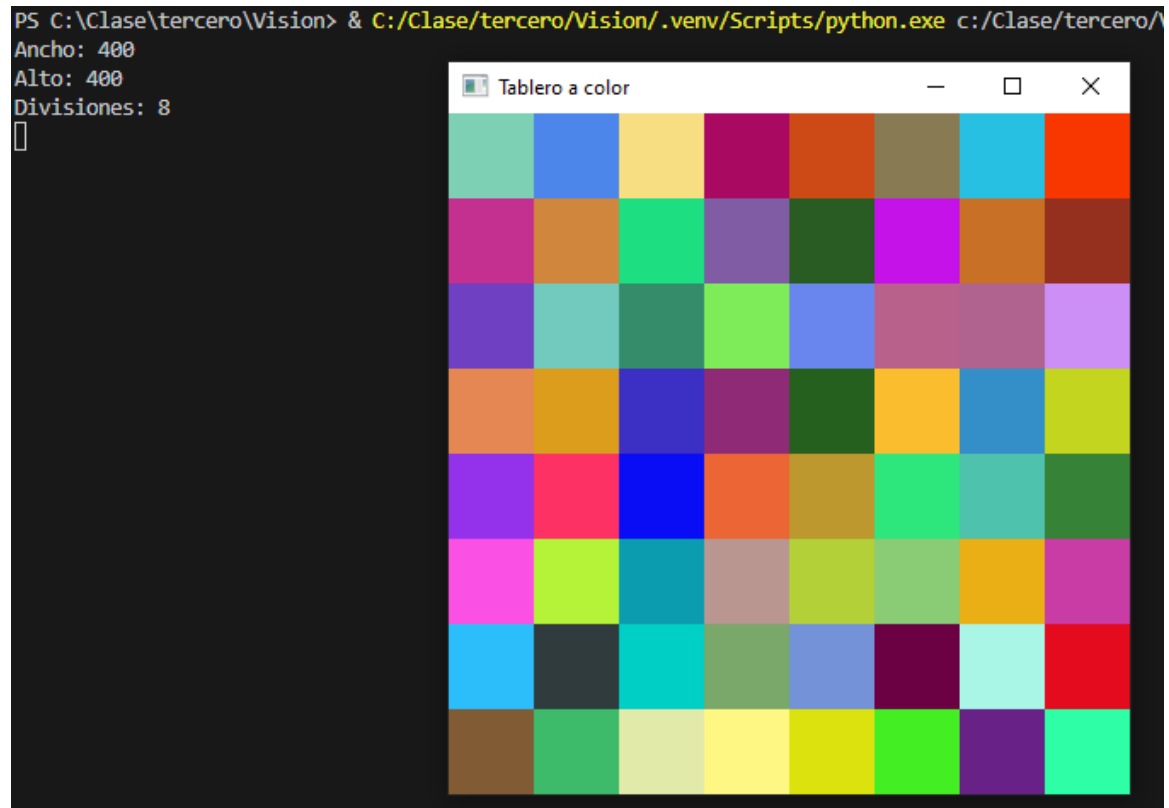 PS C:\Clase\tercero\Vision> & C:/Clase/tercero/Vision/.venv/Scripts/python.exe c:/Clase/tercero/
Ancho: 400
Alto: 400
Divisiones: 8
Tablero a color